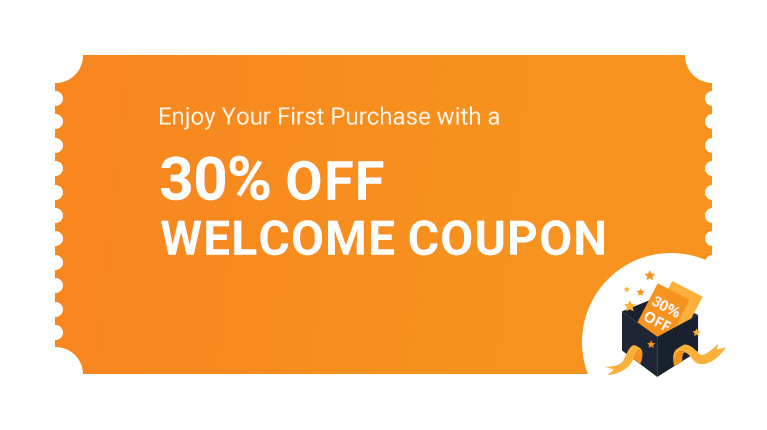 Enjoy Your First Purchase with a
30% OFF
WELCOME COUPON
30%
OFF